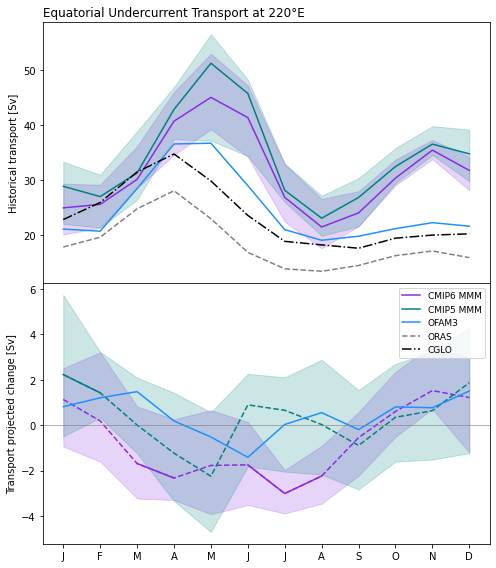 Equatorial Undercurrent Transport at 220°E
Historical transport [Sv]
50
40
30
20
Transport projected change [Sv]
6
4
2
0
−2
−4
CMIP6 MMM
CMIP5 MMM
OFAM3
ORAS
CGLO
J F M A M J J A S O N D